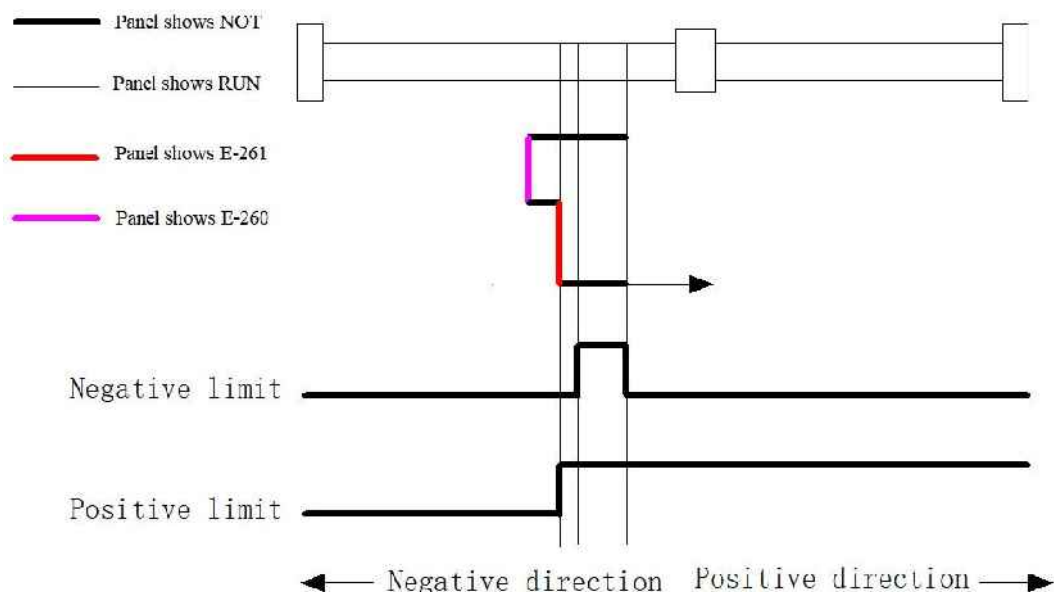 Panel shows NOT
Panel shows RUN
Panel shows E-261
Panel shows E-260
Negative limit
Positive limit
Negative direction
Positive direction